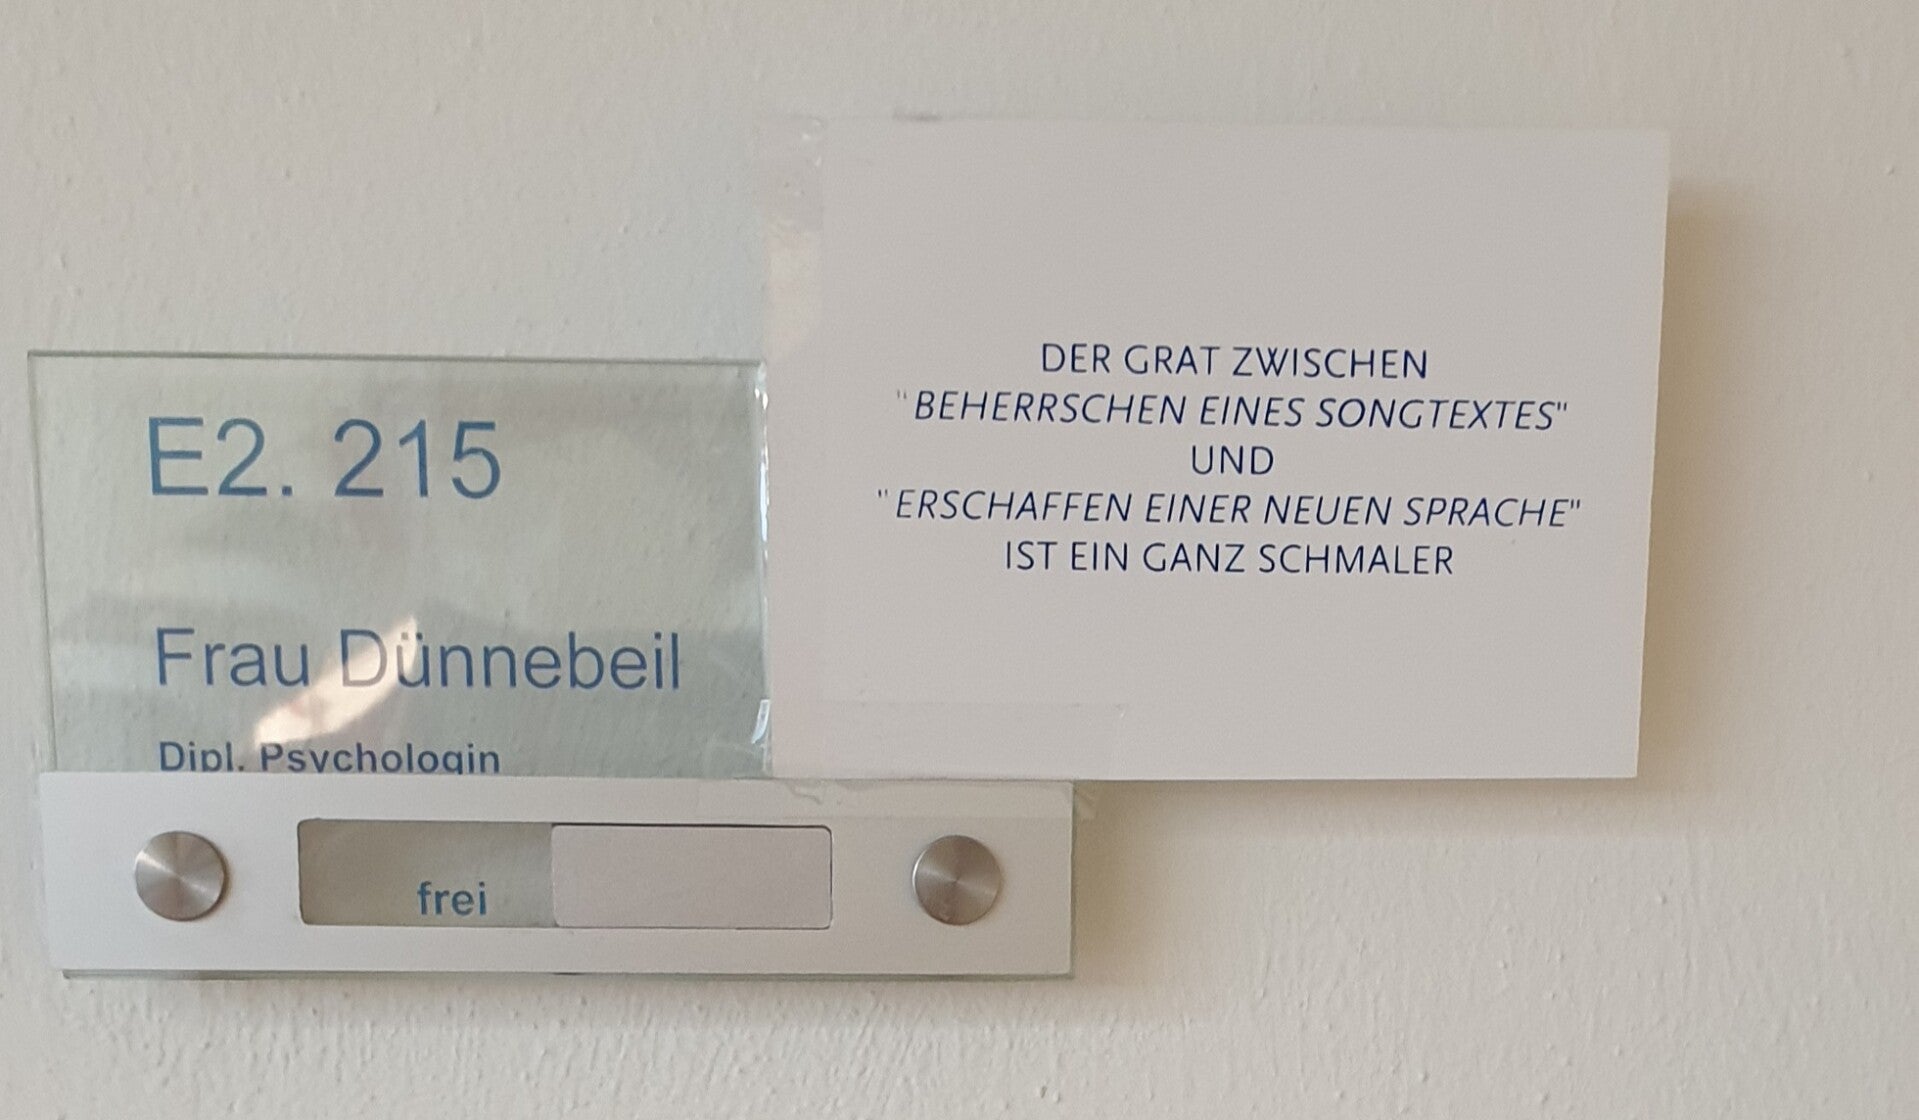 E2. 215
Frau Dünnebeil
Dipl. Psychologin
frei
DER GRAT ZWISCHEN
"BEHERRSCHEN EINES SONGTEXTES"
UND
"ERSCHAFFEN EINER NEUEN SPRACHE"
IST EIN GANZ SCHMALER